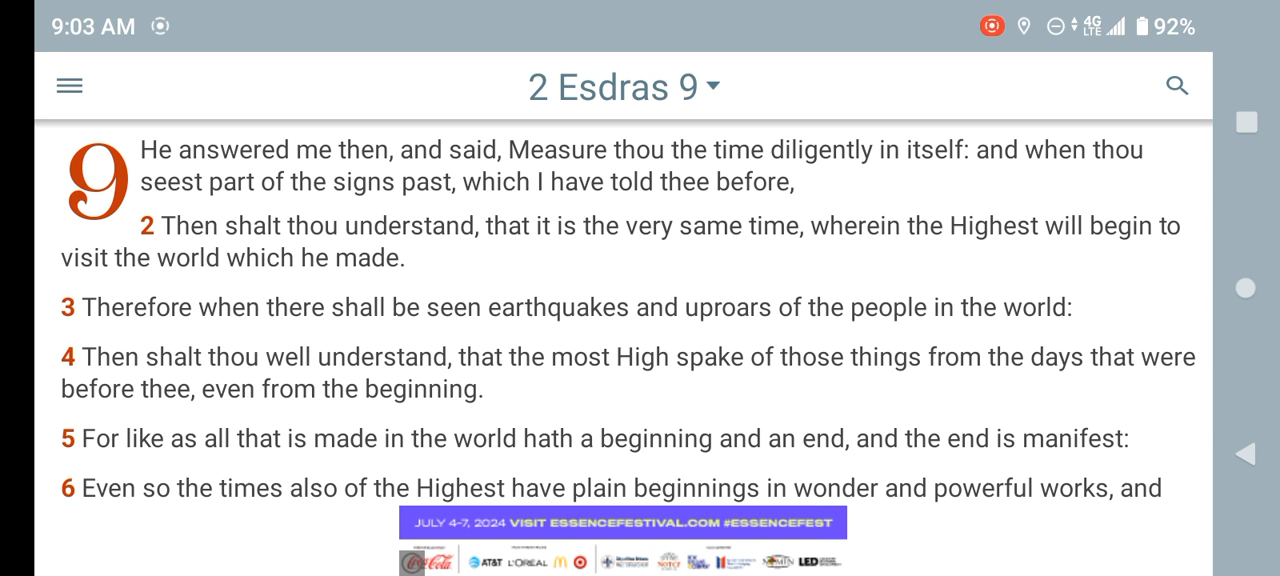 9:03 AM 4G LTE 92%
2 Esdras 9
9 He answered me then, and said, Measure thou the time diligently in itself: and when thou
seest part of the signs past, which I have told thee before,
2 Then shalt thou understand, that it is the very same time, wherein the Highest will begin to
visit the world which he made.
3 Therefore when there shall be seen earthquakes and uproars of the people in the world:
4 Then shalt thou well understand, that the most High spake of those things from the days that were
before thee, even from the beginning.
5 For like as all that is made in the world hath a beginning and an end, and the end is manifest:
6 Even so the times also of the Highest have plain beginnings in wonder and powerful works, and
JULY 4-7, 2024 VISIT ESSENCEFESTIVAL.COM #ESSENCEFEST
Coca-Cola AT&T L'ORÉAL